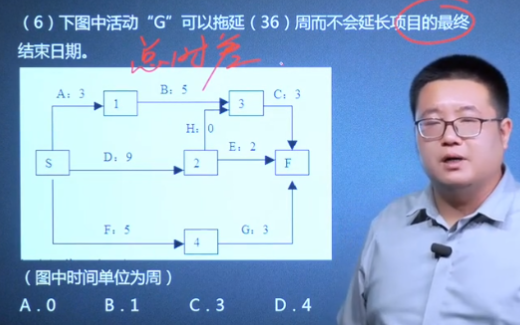 (6)下图中活动“G”可以拖延(36)周而不会延长项目的最终
结束日期。
总时差
A: 3
B: 5
C: 3
1
3
H: 0
D: 9
E: 2
S
2
F
F: 5
G: 3
4
(图中时间单位为周)
A.0 B.1 C.3 D.4